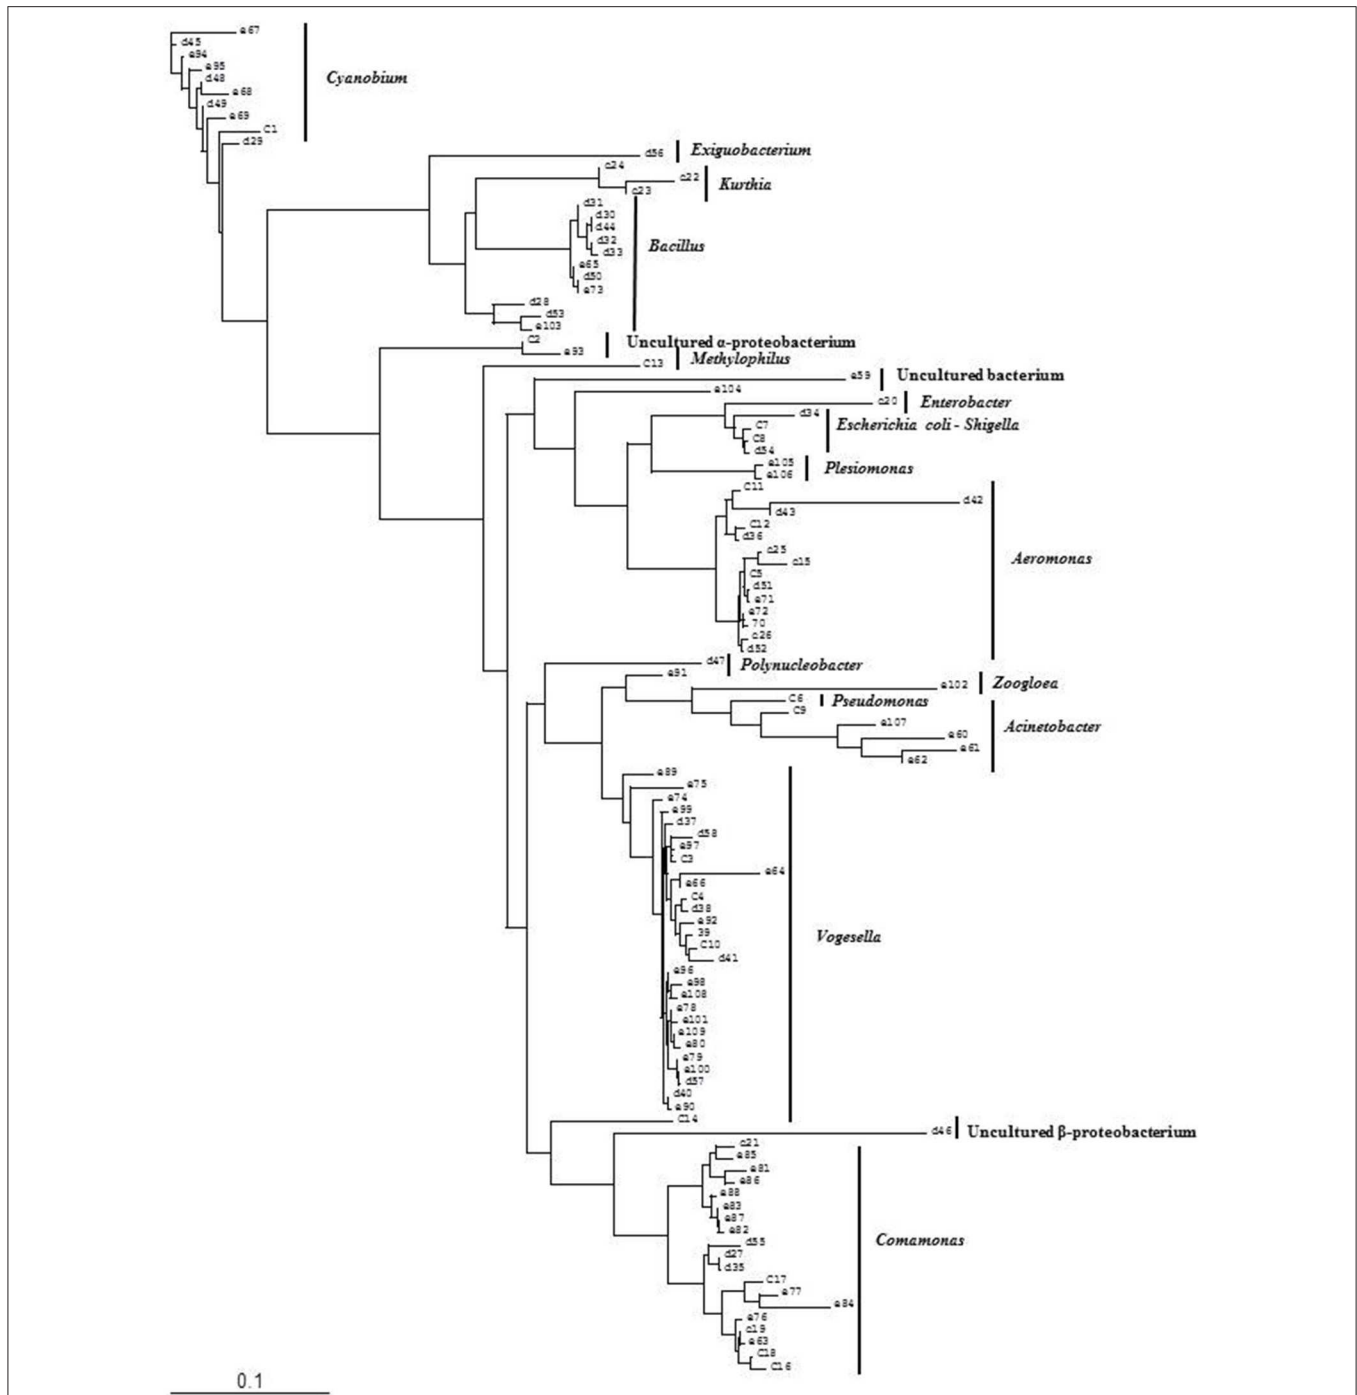 e67
d45
e94
e95
d48
Cyanobium
e68
d49
e69
C1
d29
Exiguobacterium
d56
c24
c22
Kurthia
c23
d31
d30
d44
d32
Bacillus
d33
e65
d50
e73
d28
d53
e103
C2
Uncultured α-proteobacterium
e93
Methylophilus
C13
Uncultured bacterium
e59
e104
c20
Enterobacter
d34
Escherichia coli - Shigella
C7
C8
d54
e105
Plesiomonas
e106
C11
d42
d43
C12
d36
c25
Aeromonas
c15
C5
d51
e71
e72
70
c26
d52
d47
Polynucleobacter
e91
e102
Zoogloea
C6
Pseudomonas
C9
e107
Acinetobacter
e60
e61
e62
e89
e75
e74
e99
d37
d58
e97
C3
e64
e66
C4
d38
e92
39
Vogesella
C10
d41
e96
e98
e108
e78
e101
e109
e80
e79
e100
d57
d40
e90
C14
d46
Uncultured β-proteobacterium
c21
e85
e81
e86
e88
e83
e87
e82
Comamonas
d55
d27
d35
C17
e77
e84
e76
c19
e63
C18
C16
0.1